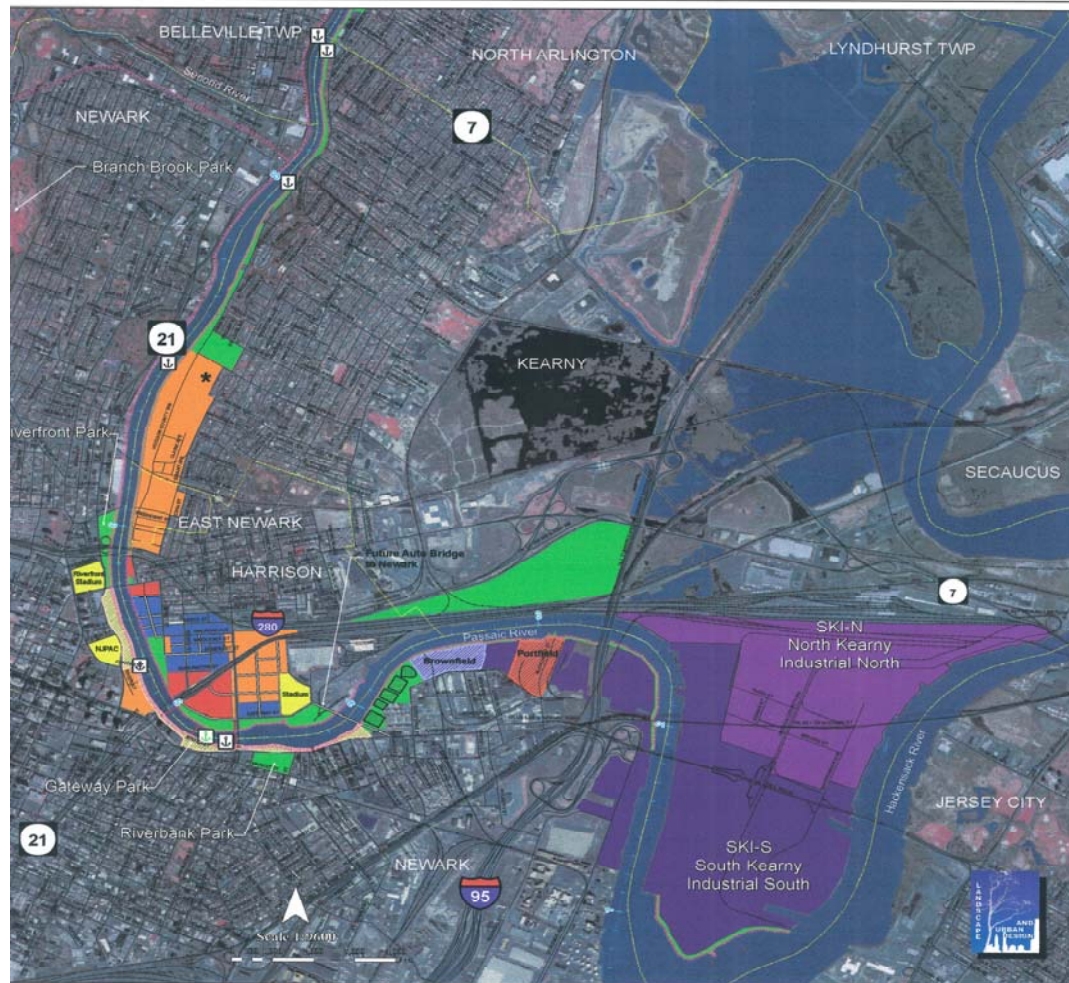 BELLEVILLE TWP
NORTH ARLINGTON
LYNDHURST TWP
Second River
NEWARK
7
Branch Brook Park
21
KEARNY
verfront Park
SECAUCUS
EAST NEWARK
Future Auto Bridge
to Newark
HARRISON
Riverfront
Stadium
280
7
Passaic River
SKI-N
North Kearny
Industrial North
NJPAC
Brownfield
Portfield
Stadium
Hackensack River
Gateway Park
JERSEY CITY
Riverbank Park
21
NEWARK
SKI-S
South Kearny
Industrial South
95
LANDSCAPE
AND
URBAN
DESIGN
Scale 1:9600